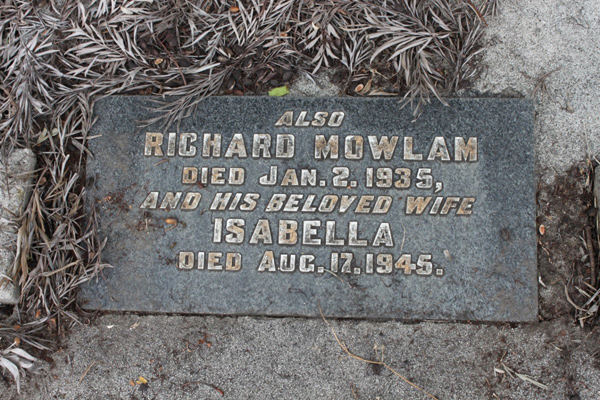 ALSO
RICHARD MOWLAM
DIED JAN. 2. 1935,
AND HIS BELOVED WIFE
ISABELLA
DIED AUG. 17. 1945.